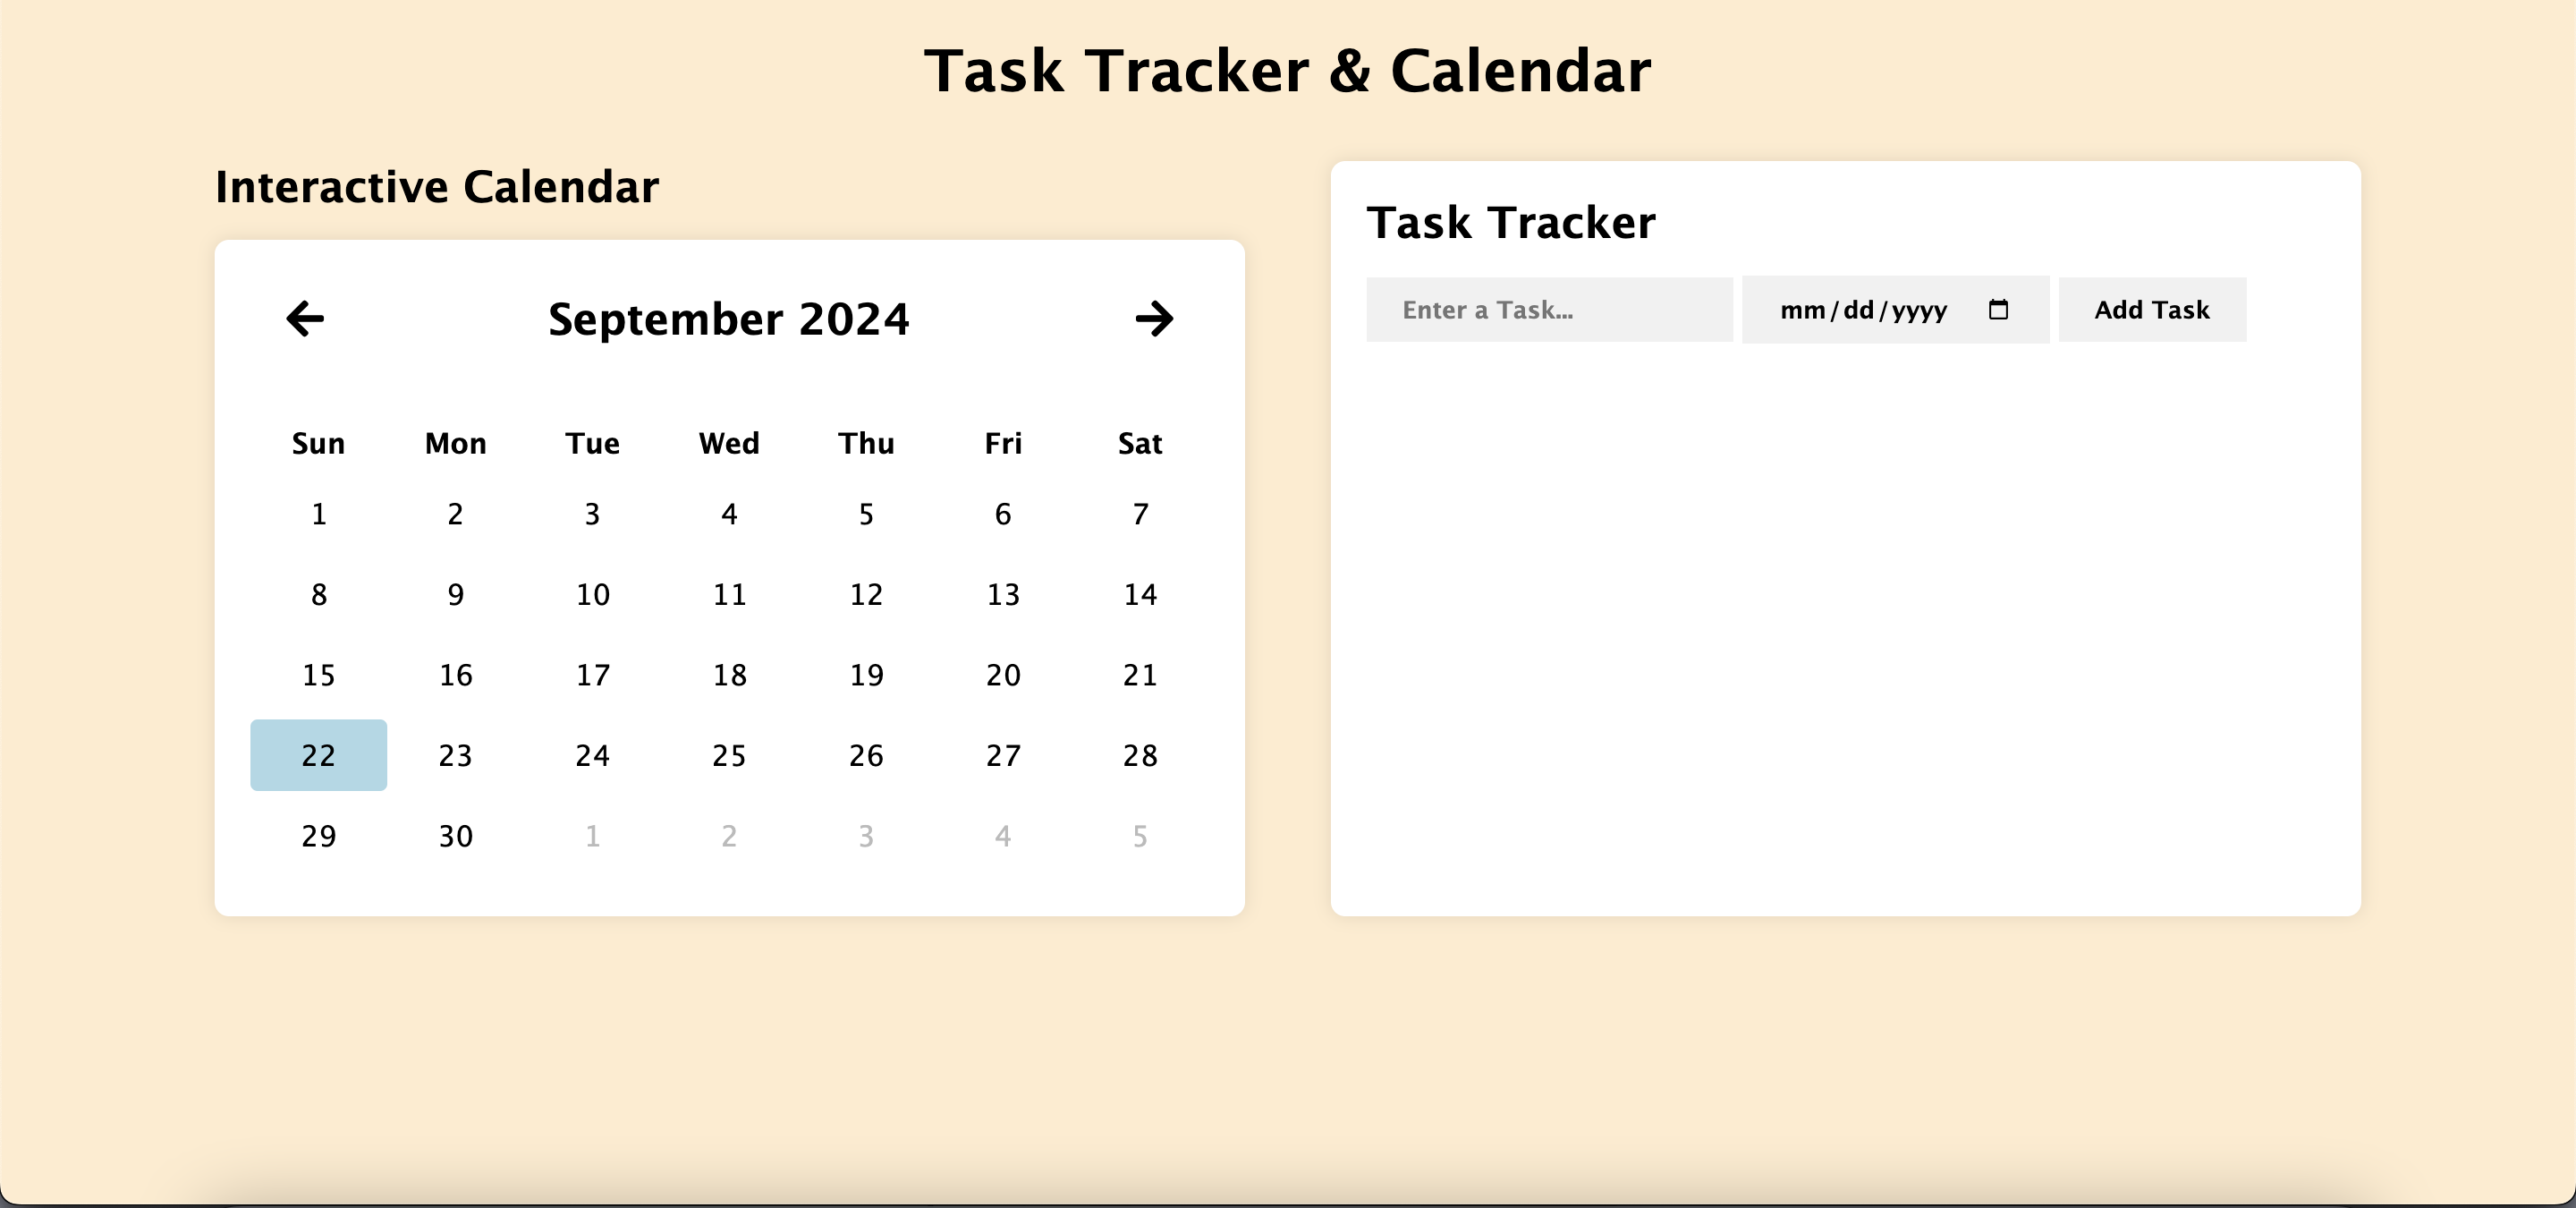 Task Tracker & Calendar
Interactive Calendar
September 2024
Sun Mon Tue Wed Thu Fri Sat
1 2 3 4 5 6 7
8 9 10 11 12 13 14
15 16 17 18 19 20 21
22 23 24 25 26 27 28
29 30 1 2 3 4 5
Task Tracker
Enter a Task... mm/dd/yyyy Add Task